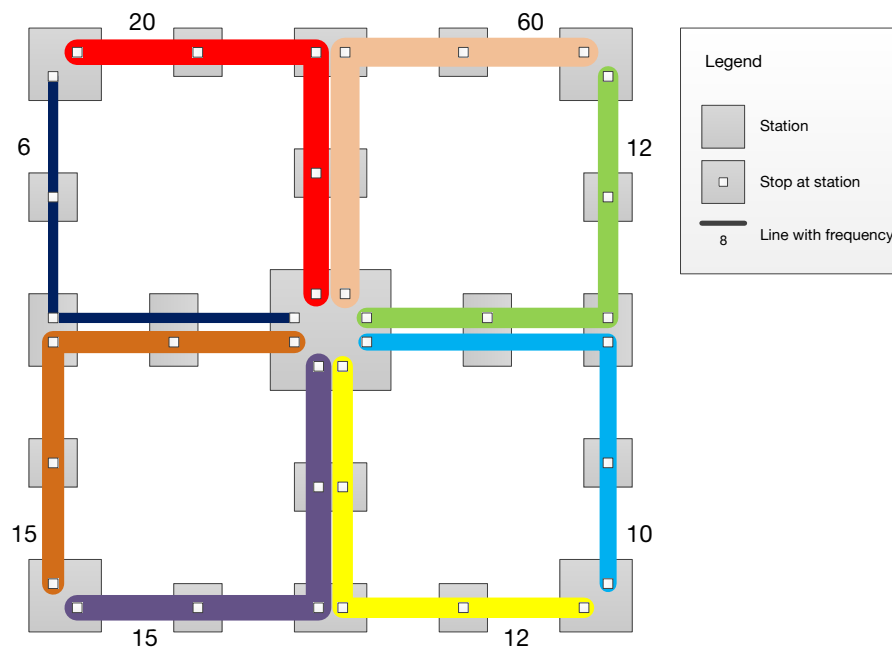 20
60
Legend
Station
6
12
Stop at station
Line with frequency
8
15
10
15
12